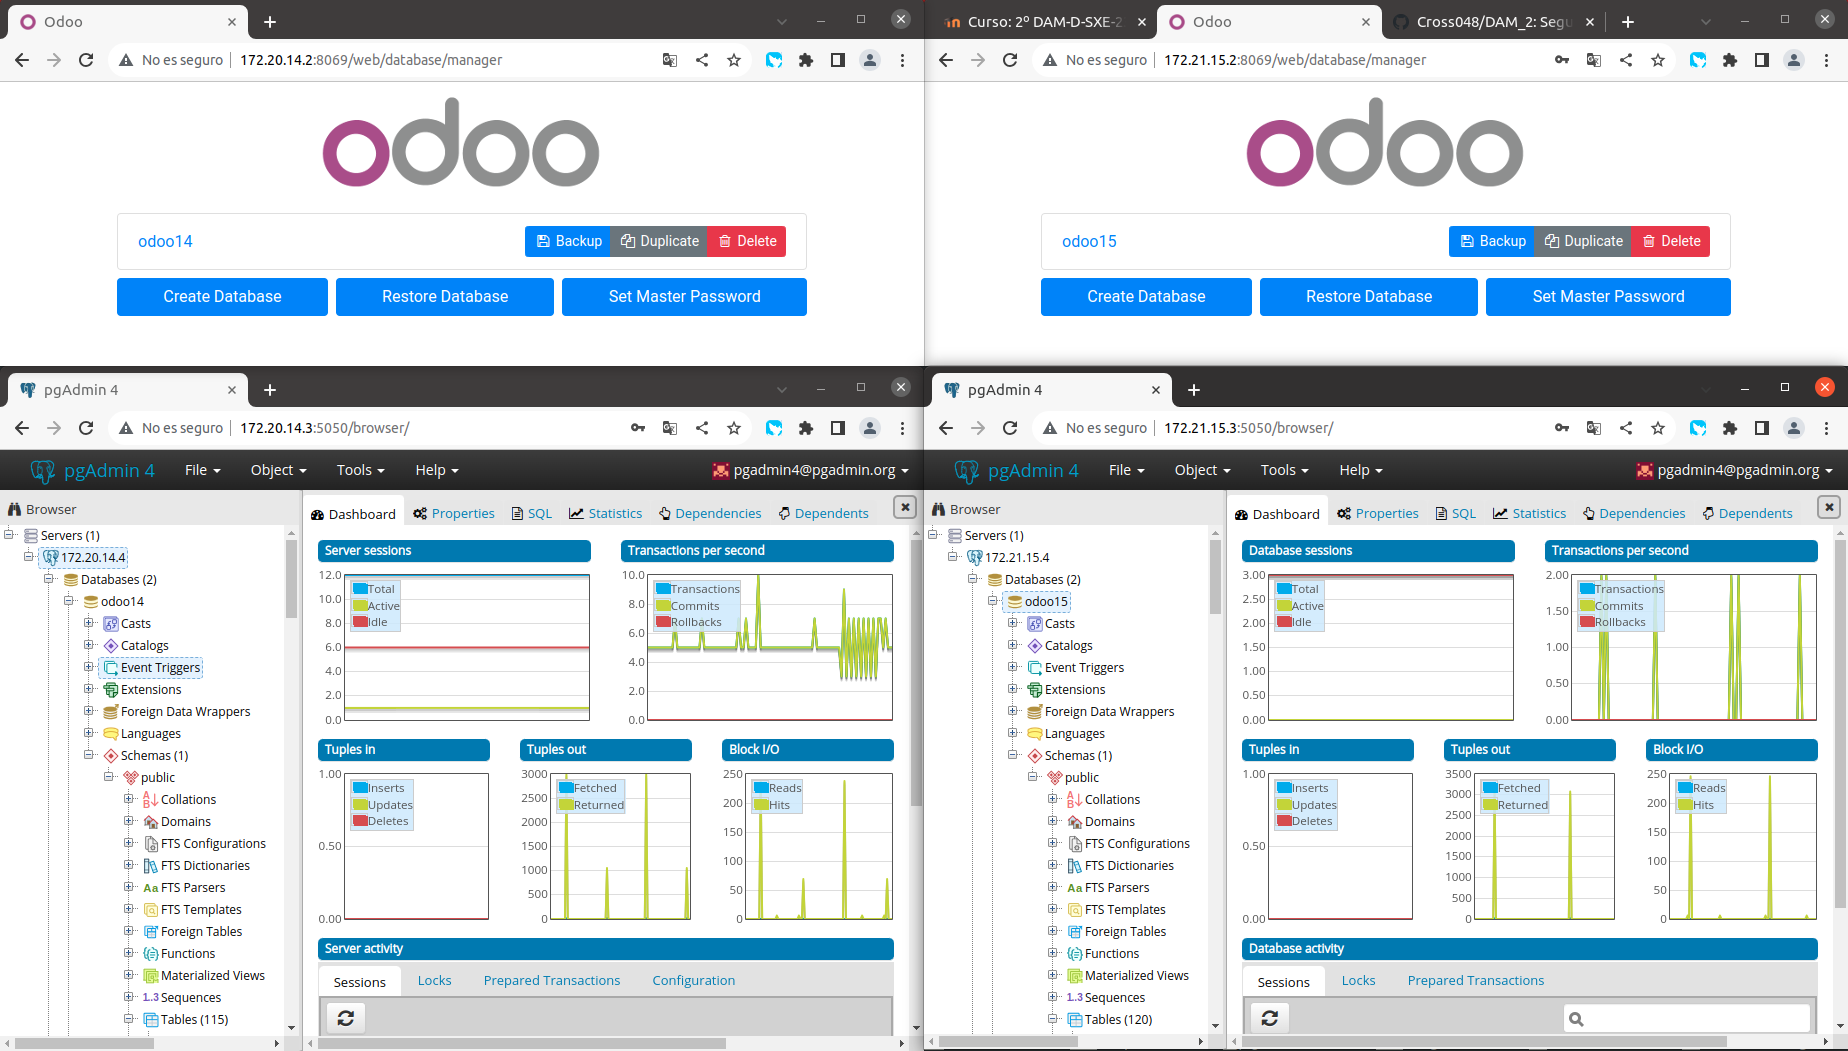 Odoo
No es seguro 172.20.14.2:8069/web/database/manager
odoo
odoo14 Backup Duplicate Delete
Create Database Restore Database Set Master Password
Curso: 2º DAM-D-SXE-2
Odoo
Cross048/DAM_2: Segu
No es seguro 172.21.15.2:8069/web/database/manager
odoo
odoo15 Backup Duplicate Delete
Create Database Restore Database Set Master Password
pgAdmin 4
No es seguro 172.20.14.3:5050/browser/
pgAdmin 4 File Object Tools Help pgadmin4@pgadmin.org
Browser
Servers (1)
172.20.14.4
Databases (2)
odoo14
Casts
Catalogs
Event Triggers
Extensions
Foreign Data Wrappers
Languages
Schemas (1)
public
Collations
Domains
FTS Configurations
FTS Dictionaries
Aa FTS Parsers
FTS Templates
Foreign Tables
Functions
Materialized Views
1..3 Sequences
Tables (115)
Dashboard Properties SQL Statistics Dependencies Dependents
Server sessions
12.0
10.0
8.0
6.0
4.0
2.0
0.0
Total
Active
Idle
Transactions per second
10.0
8.0
6.0
4.0
2.0
0.0
Transactions
Commits
Rollbacks
Tuples in
1.00
0.50
0.00
Inserts
Updates
Deletes
Tuples out
3000
2500
2000
1500
1000
500
0
Fetched
Returned
Block I/O
250
200
150
100
50
0
Reads
Hits
Server activity
Sessions Locks Prepared Transactions Configuration
pgAdmin 4
No es seguro 172.21.15.3:5050/browser/
pgAdmin 4 File Object Tools Help pgadmin4@pgadmin.org
Browser
Servers (1)
172.21.15.4
Databases (2)
odoo15
Casts
Catalogs
Event Triggers
Extensions
Foreign Data Wrappers
Languages
Schemas (1)
public
Collations
Domains
FTS Configurations
FTS Dictionaries
Aa FTS Parsers
FTS Templates
Foreign Tables
Functions
Materialized Views
1..3 Sequences
Tables (120)
Dashboard Properties SQL Statistics Dependencies Dependents
Database sessions
3.00
2.50
2.00
1.50
1.00
0.50
0.00
Total
Active
Idle
Transactions per second
2.00
1.50
1.00
0.50
0.00
Transactions
Commits
Rollbacks
Tuples in
1.00
0.50
0.00
Inserts
Updates
Deletes
Tuples out
3500
3000
2500
2000
1500
1000
500
0
Fetched
Returned
Block I/O
250
200
150
100
50
0
Reads
Hits
Database activity
Sessions Locks Prepared Transactions